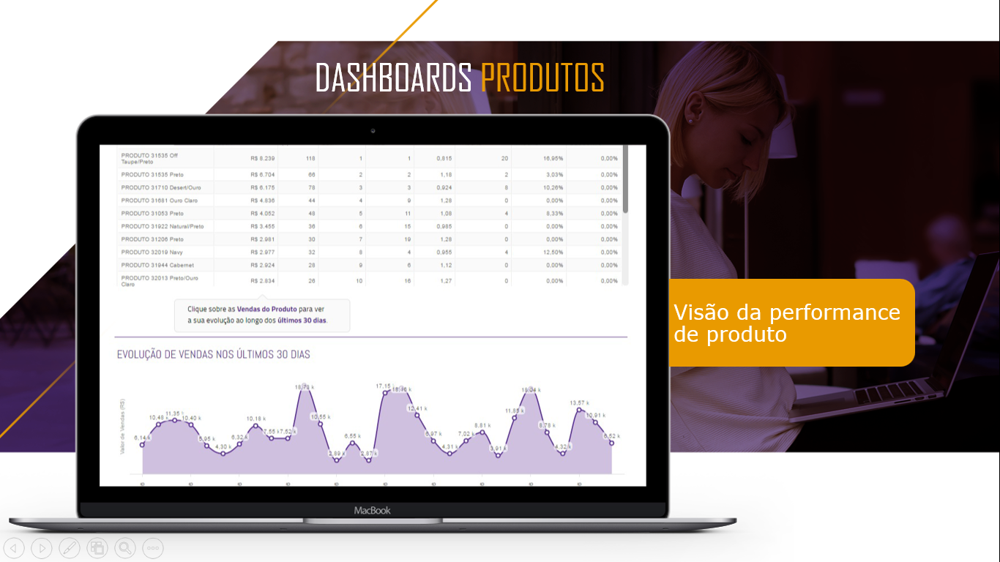 DASHBOARDS PRODUTOS
PRODUTO 31535 Off
Taupe/Preto R$ 8.239 118 1 1 0,815 20 16,95% 0,00%
PRODUTO 31535 Preto R$ 6.704 66 2 2 1,18 2 3,03% 0,00%
PRODUTO 31710 Desert/Ouro R$ 6.175 78 3 3 0,924 8 10,26% 0,00%
PRODUTO 31681 Ouro Claro R$ 4.836 44 4 9 1,28 0 0,00% 0,00%
PRODUTO 31053 Preto R$ 4.052 48 5 11 1,08 4 8,33% 0,00%
PRODUTO 31922 Natural/Preto R$ 3.455 36 6 15 0,985 0 0,00% 0,00%
PRODUTO 31206 Preto R$ 2.981 30 7 19 1,28 0 0,00% 0,00%
PRODUTO 32019 Navy R$ 2.977 32 8 4 0,955 4 12,50% 0,00%
PRODUTO 31944 Cabernet R$ 2.924 28 9 6 1,12 0 0,00% 0,00%
PRODUTO 32013 Preto/Ouro
Claro R$ 2.834 26 10 16 1,27 0 0,00% 0,00%
Clique sobre as Vendas do Produto para ver
a sua evolução ao longo dos últimos 30 dias.
Visão da performance
de produto
EVOLUÇÃO DE VENDAS NOS ÚLTIMOS 30 DIAS
Valor de Vendas (R$)
6,14 k 10,48 k 11,35 k 10,40 k 5,95 k 4,30 k 6,32 k 10,18 k 7,55 k 7,52 k 10,55 k 2,89 k 6,55 k 2,87 k 17,15 k 12,41 k 6,97 k 4,31 k 7,02 k 8,81 k 3,91 k 11,85 k 8,78 k 4,32 k 13,57 k 10,91 k 6,52 k
MacBook